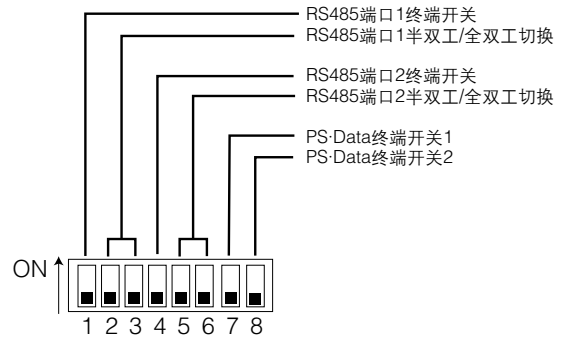 RS485端口1终端开关
RS485端口1半双工/全双工切换
RS485端口2终端开关
RS485端口2半双工/全双工切换
PS·Data终端开关1
PS·Data终端开关2
ON
1 2 3 4 5 6 7 8